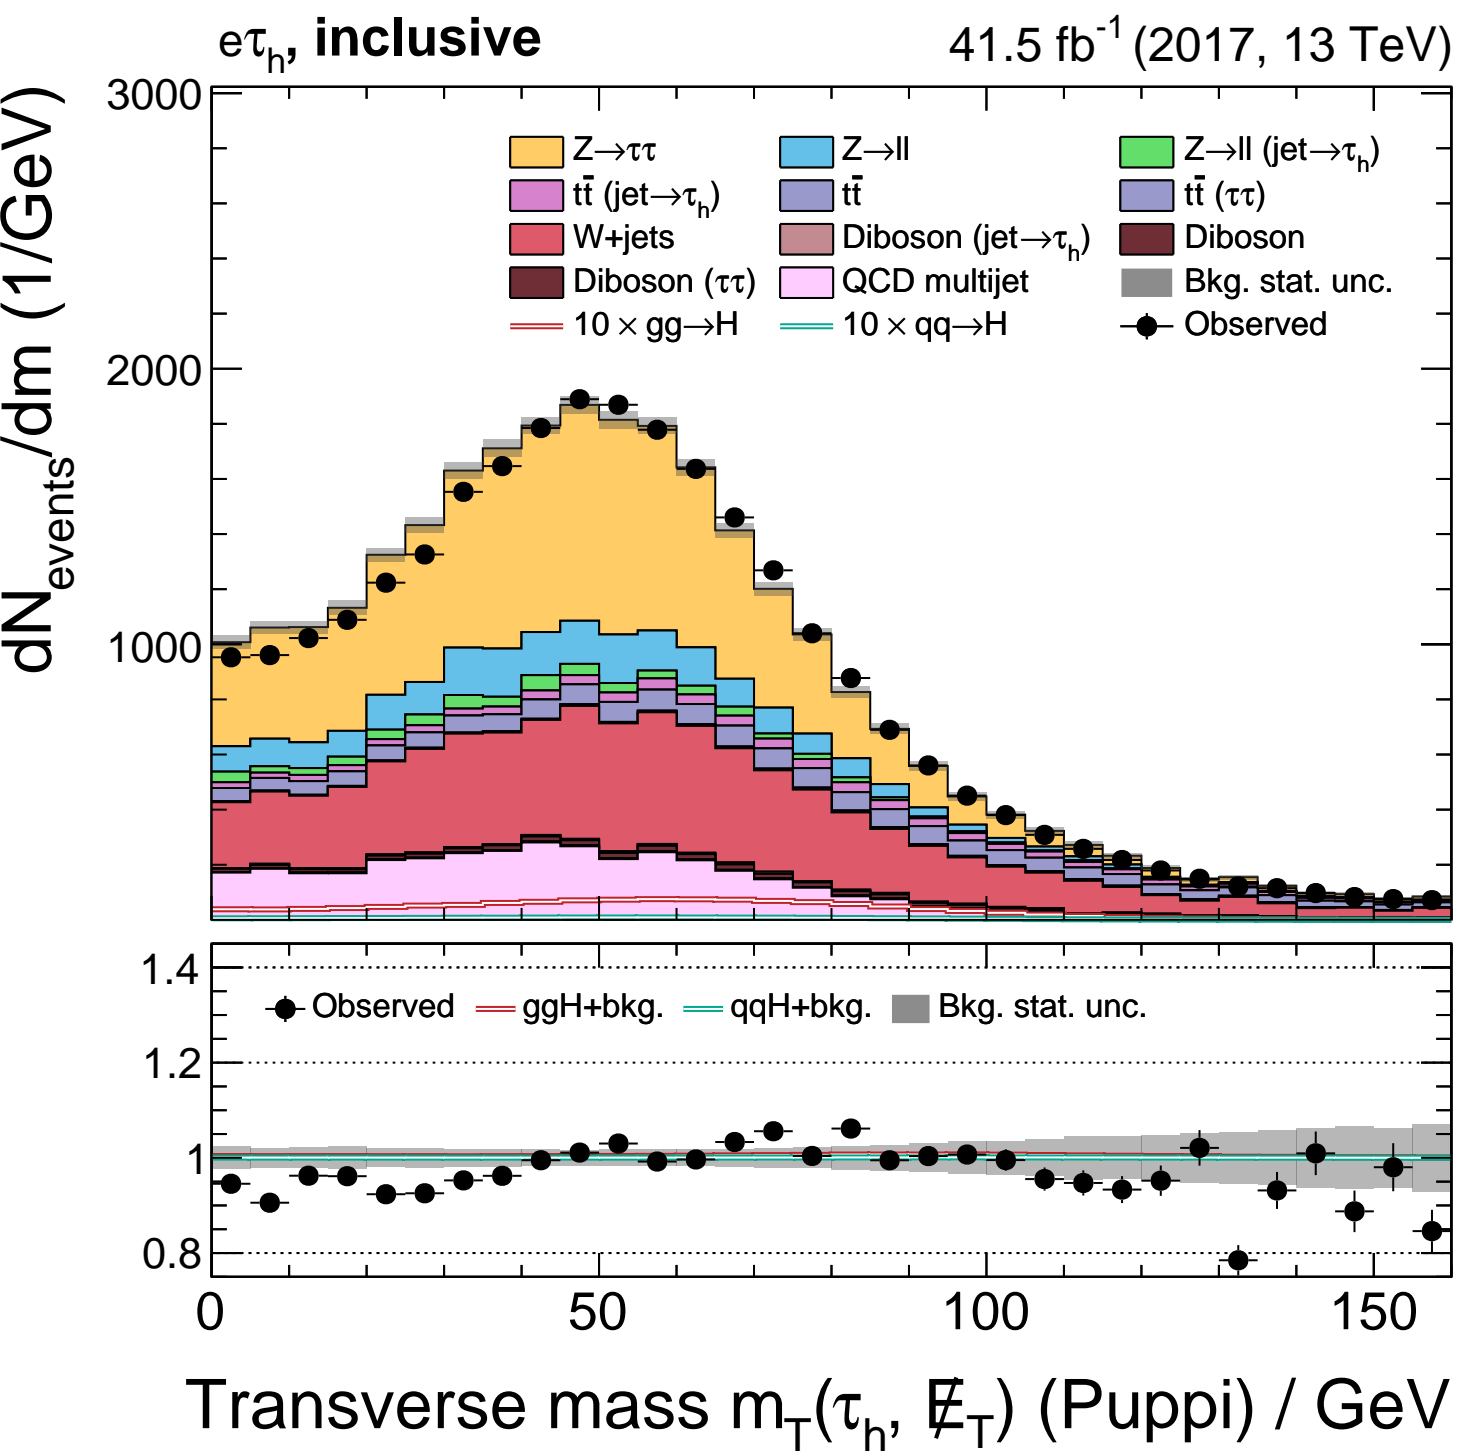 eτh, inclusive 41.5 fb-1 (2017, 13 TeV)
dNevents/dm (1/GeV)
3000
2000
1000
Z→ττ Z→ll Z→ll (jet→τh)
tt̄ (jet→τh) tt̄ tt̄ (ττ)
W+jets Diboson (jet→τh) Diboson
Diboson (ττ) QCD multijet Bkg. stat. unc.
10 × gg→H 10 × qq→H Observed
1.4
1.2
1
0.8
Observed ggH+bkg. qqH+bkg. Bkg. stat. unc.
0 50 100 150
Transverse mass mT(τh, E̸T) (Puppi) / GeV